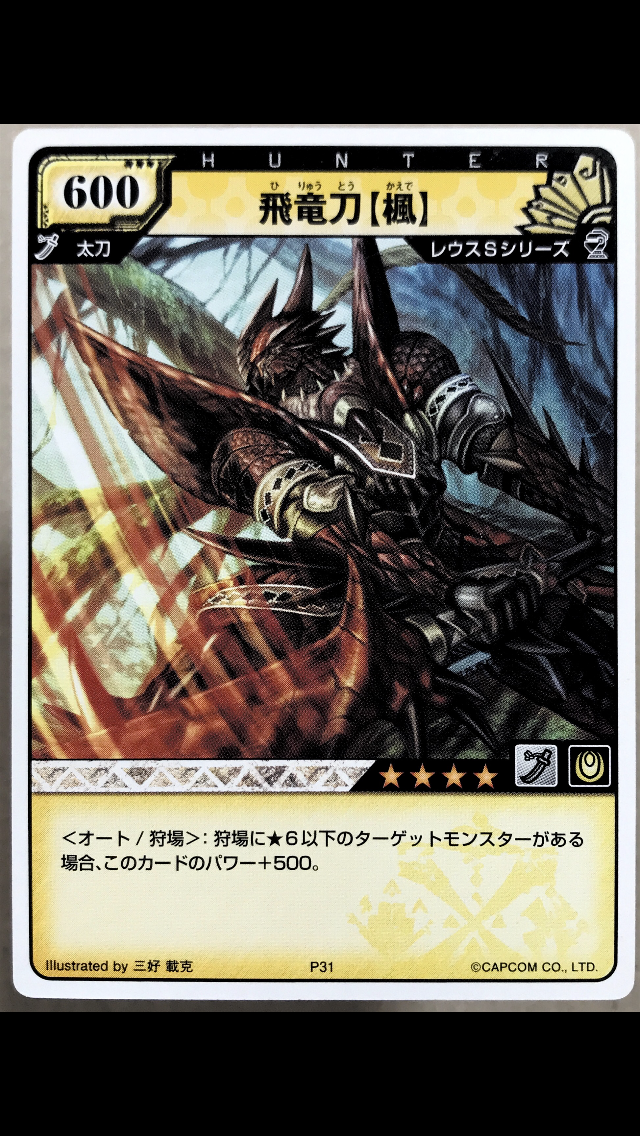 HUNTER
600
ひ りゅう とう かえで
飛竜刀【楓】
太刀
レウスSシリーズ
★★★★
＜オート / 狩場＞：狩場に★6以下のターゲットモンスターがある
場合、このカードのパワー＋500。
Illustrated by 三好 載克
P31
©CAPCOM CO., LTD.